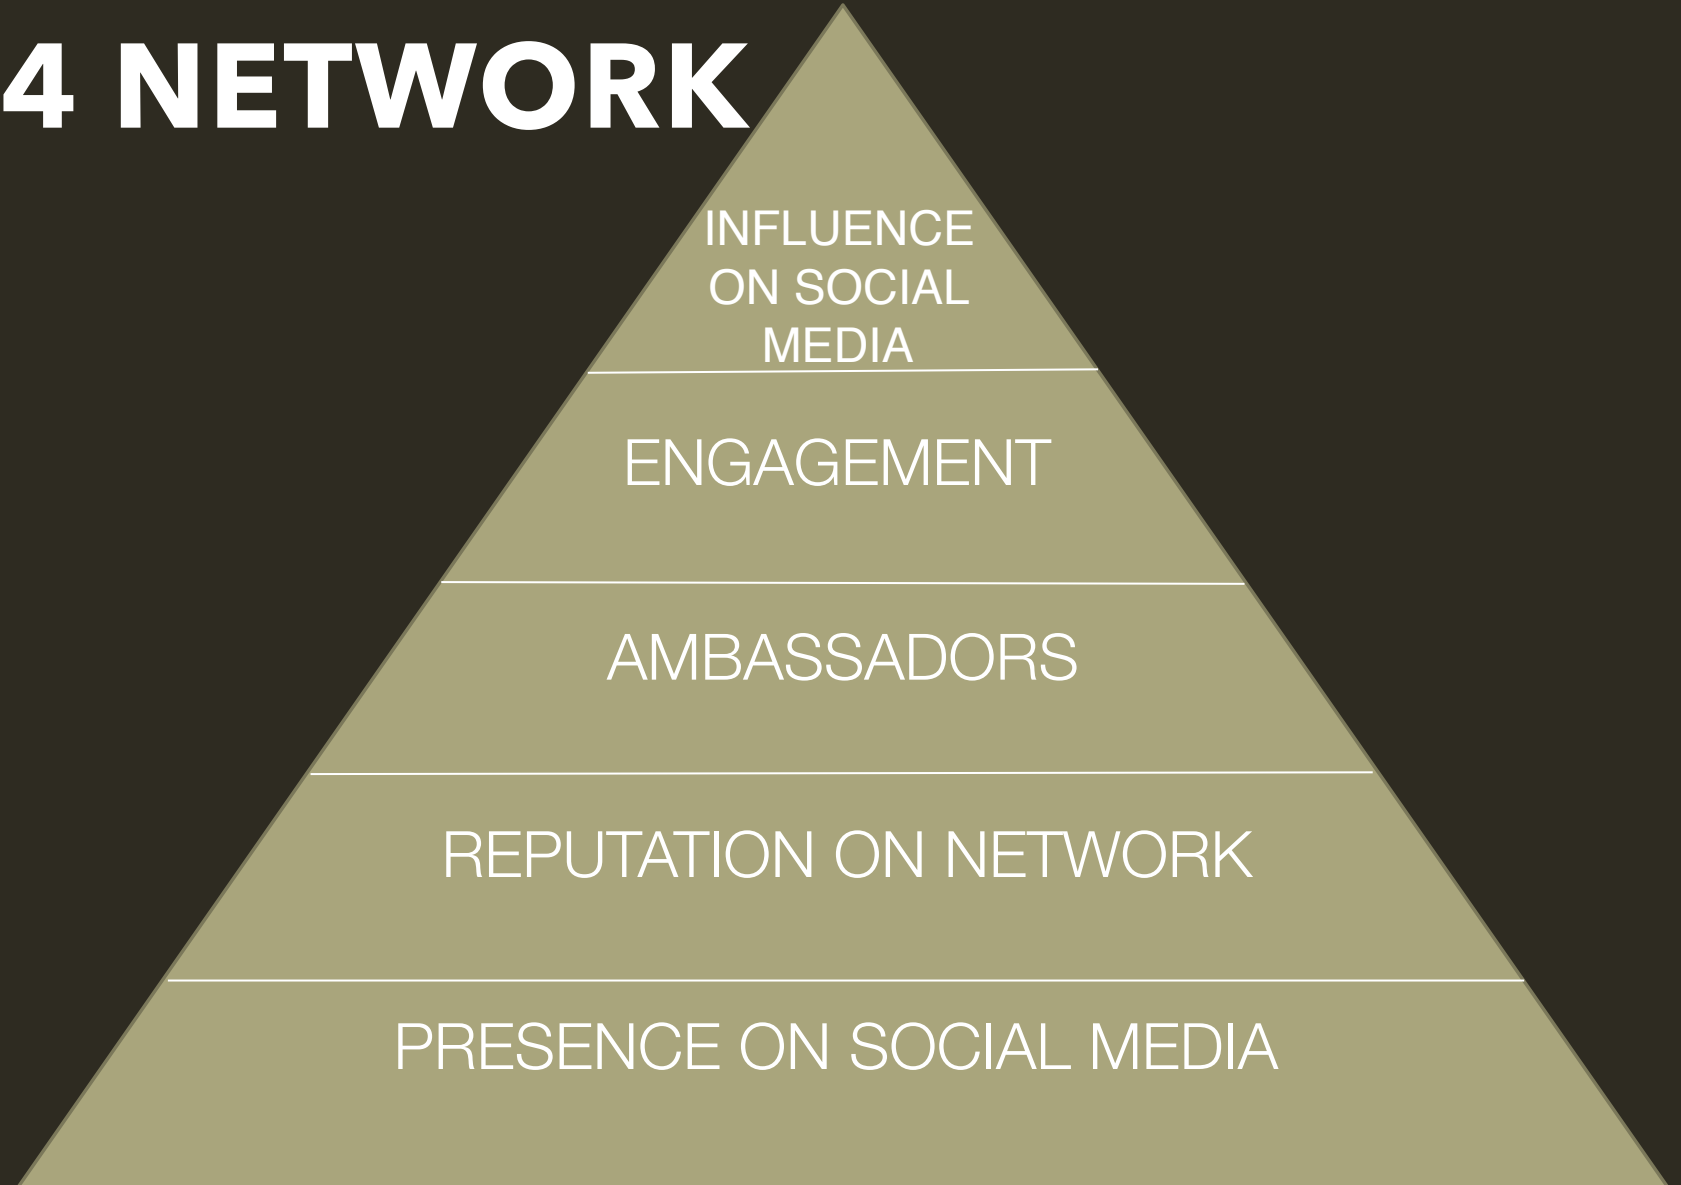 4 NETWORK
INFLUENCE
ON SOCIAL
MEDIA
ENGAGEMENT
AMBASSADORS
REPUTATION ON NETWORK
PRESENCE ON SOCIAL MEDIA